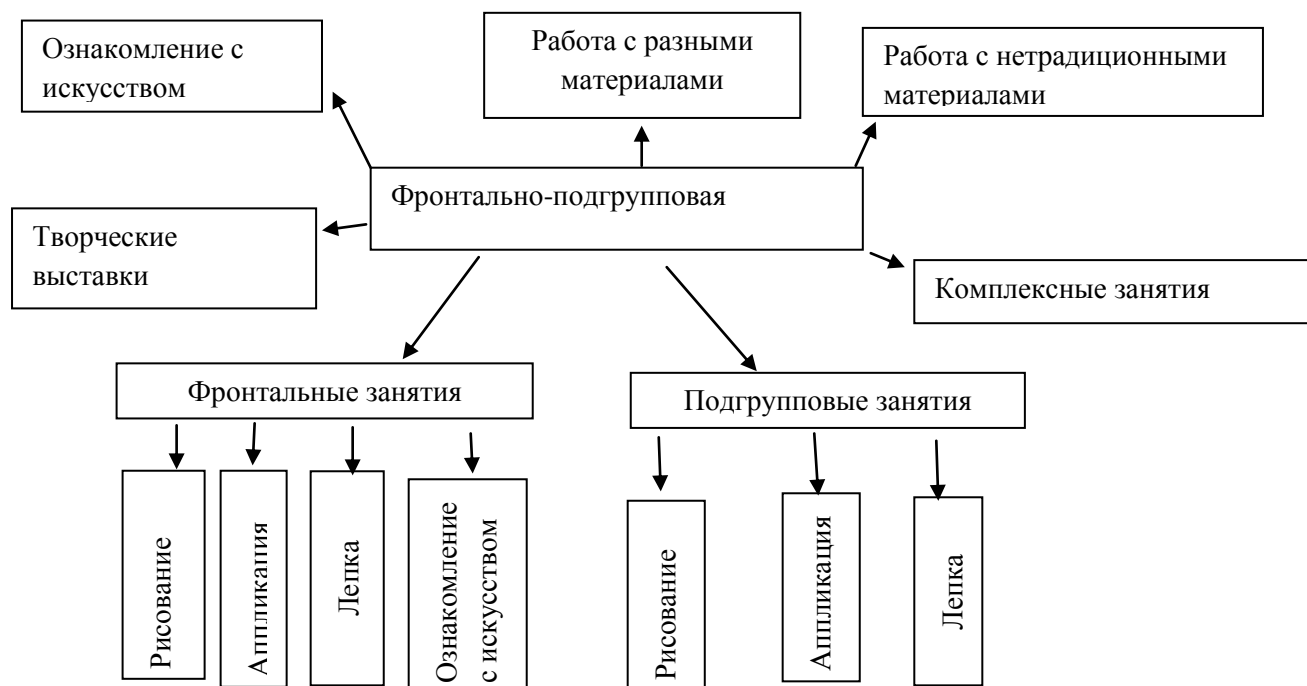 Ознакомление с
искусством
Работа с разными
материалами
Работа с нетрадиционными
материалами
Фронтально-подгрупповая
Творческие
выставки
Комплексные занятия
Фронтальные занятия
Подгрупповые занятия
Рисование
Аппликация
Лепка
Ознакомление
с искусством
Рисование
Аппликация
Лепка